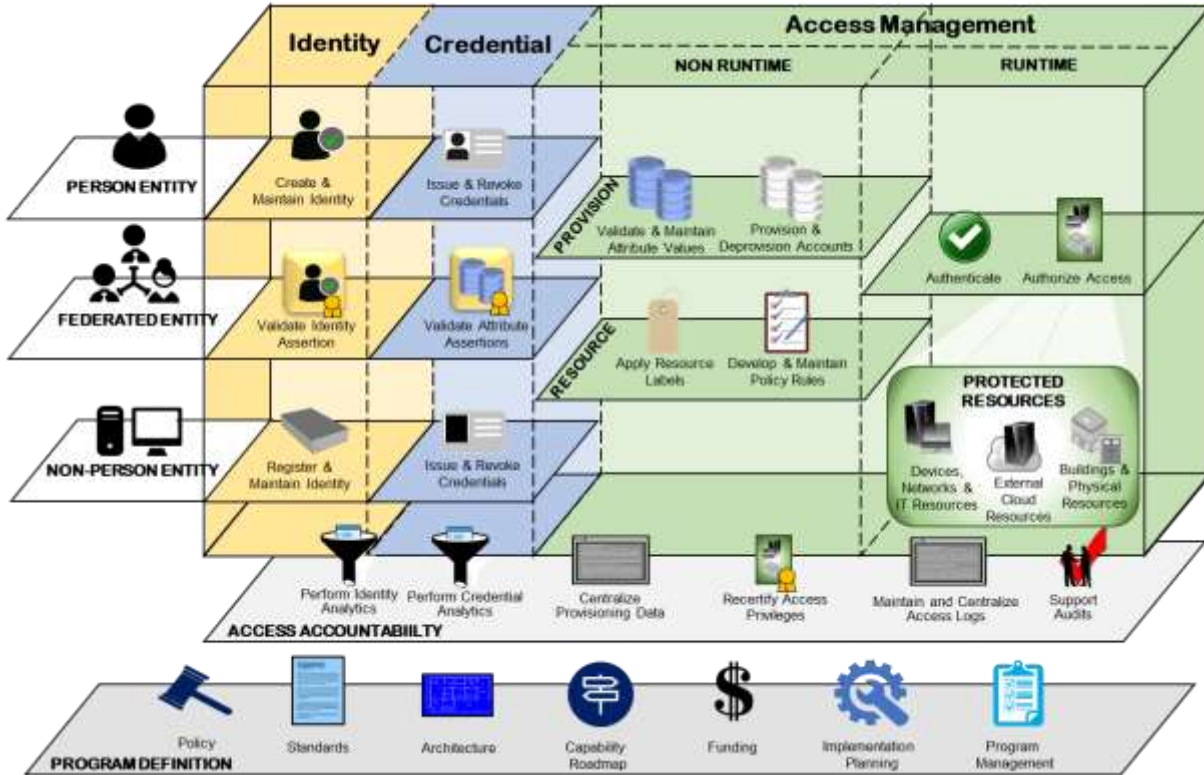 Identity
Credential
Access Management
NON RUNTIME
RUNTIME
PERSON ENTITY
Create &
Maintain Identity
Issue & Revoke
Credentials
PROVISION
Validate & Maintain
Attribute Values
Provision &
Deprovision Accounts
Authenticate
Authorize Access
FEDERATED ENTITY
Validate Identity
Assertion
Validate Attribute
Assertions
RESOURCE
Apply Resource
Labels
Develop & Maintain
Policy Rules
PROTECTED
RESOURCES
Devices,
Networks &
IT Resources
External
Cloud
Resources
Buildings &
Physical
Resources
NON-PERSON ENTITY
Register &
Maintain Identity
Issue & Revoke
Credentials
Perform Identity
Analytics
Perform Credential
Analytics
Centralize
Provisioning Data
Recertify Access
Privileges
Maintain and Centralize
Access Logs
Support
Audits
ACCESS ACCOUNTABIILTY
Policy
Standards
Architecture
Capability
Roadmap
Funding
Implementation
Planning
Program
Management
PROGRAM DEFINITION